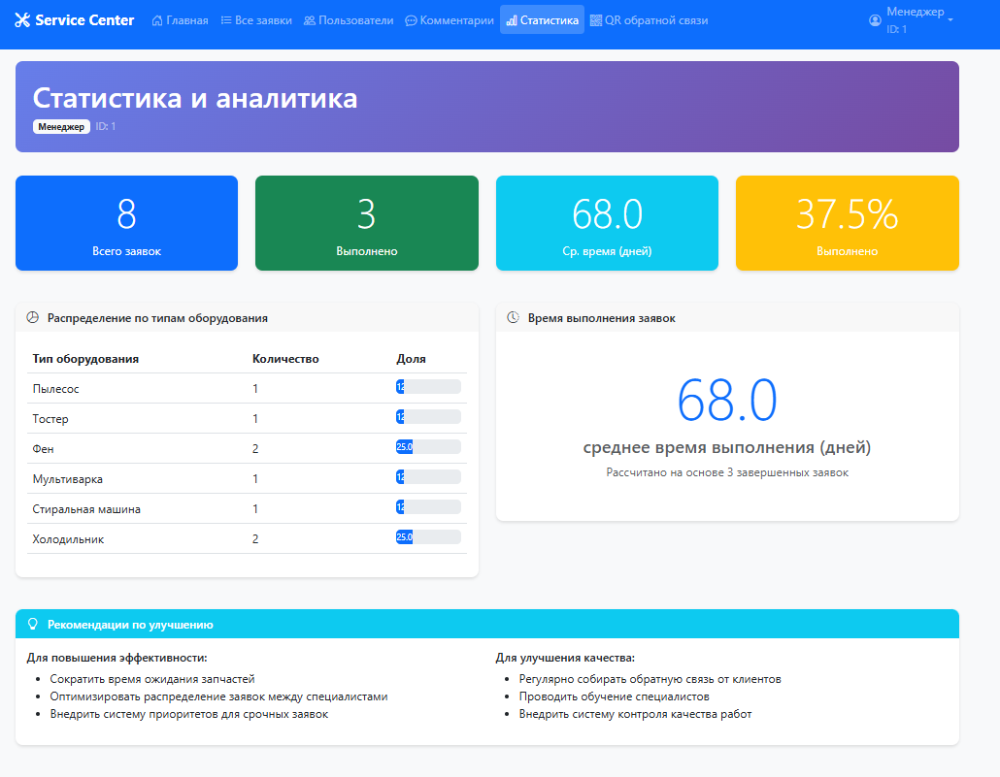 Service Center Главная Все заявки Пользователи Комментарии Статистика QR обратной связи Менеджер
ID: 1
Статистика и аналитика
Менеджер ID: 1
8
Всего заявок
3
Выполнено
68.0
Ср. время (дней)
37.5%
Выполнено
Распределение по типам оборудования
Тип оборудования Количество Доля
Пылесос 1 12
Тостер 1 12
Фен 2 25.0
Мультиварка 1 12
Стиральная машина 1 12
Холодильник 2 25.0
Время выполнения заявок
68.0
среднее время выполнения (дней)
Рассчитано на основе 3 завершенных заявок
Рекомендации по улучшению
Для повышения эффективности:
• Сократить время ожидания запчастей
• Оптимизировать распределение заявок между специалистами
• Внедрить систему приоритетов для срочных заявок
Для улучшения качества:
• Регулярно собирать обратную связь от клиентов
• Проводить обучение специалистов
• Внедрить систему контроля качества работ